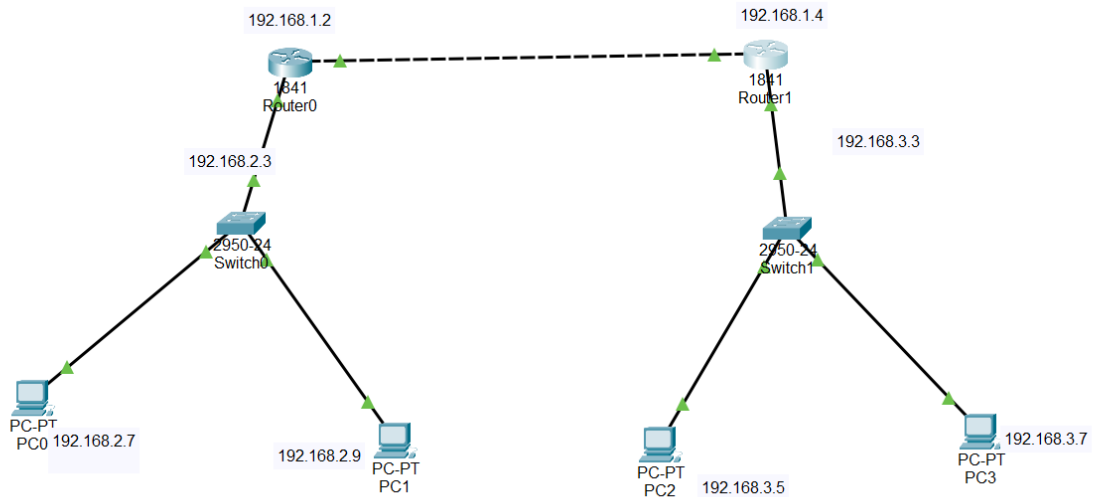 192.168.1.2
192.168.1.4
1841
Router0
1841
Router1
192.168.2.3
192.168.3.3
2950-24
Switch0
2950-24
Switch1
PC-PT
PC0
192.168.2.7
192.168.2.9
PC-PT
PC1
PC-PT
PC2
192.168.3.5
PC-PT
PC3
192.168.3.7